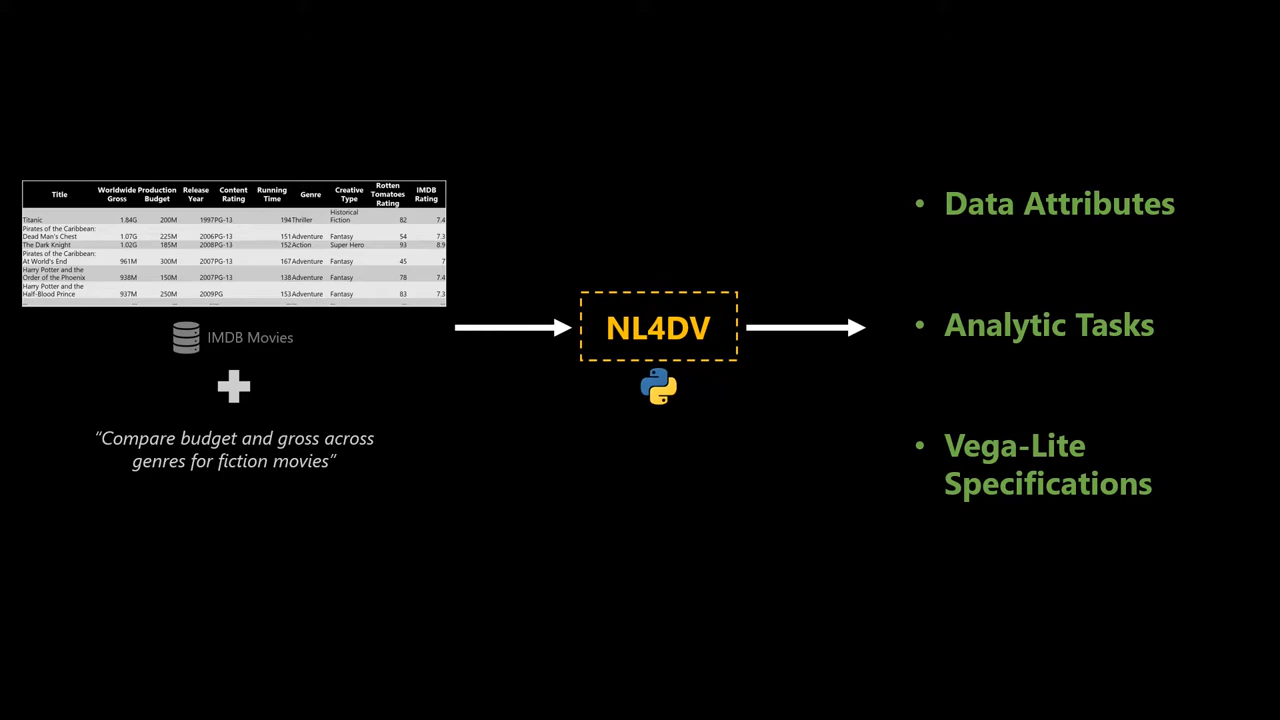 Title Worldwide Gross Production Budget Release Year Content Rating Running Time Genre Creative Type Rotten Tomatoes Rating IMDB Rating
Titanic 1.84G 200M 1997 PG-13 194 Thriller Historical Fiction 82 7.4
Pirates of the Caribbean: Dead Man's Chest 1.07G 225M 2006 PG-13 151 Adventure Fantasy 54 7.3
The Dark Knight 1.02G 185M 2008 PG-13 152 Action Super Hero 93 8.9
Pirates of the Caribbean: At World's End 961M 300M 2007 PG-13 167 Adventure Fantasy 45 7
Harry Potter and the Order of the Phoenix 938M 150M 2007 PG-13 138 Adventure Fantasy 78 7.4
Harry Potter and the Half-Blood Prince 937M 250M 2009 PG 153 Adventure Fantasy 83 7.3
IMDB Movies
“Compare budget and gross across
genres for fiction movies”
NL4DV
• Data Attributes
• Analytic Tasks
• Vega-Lite
Specifications